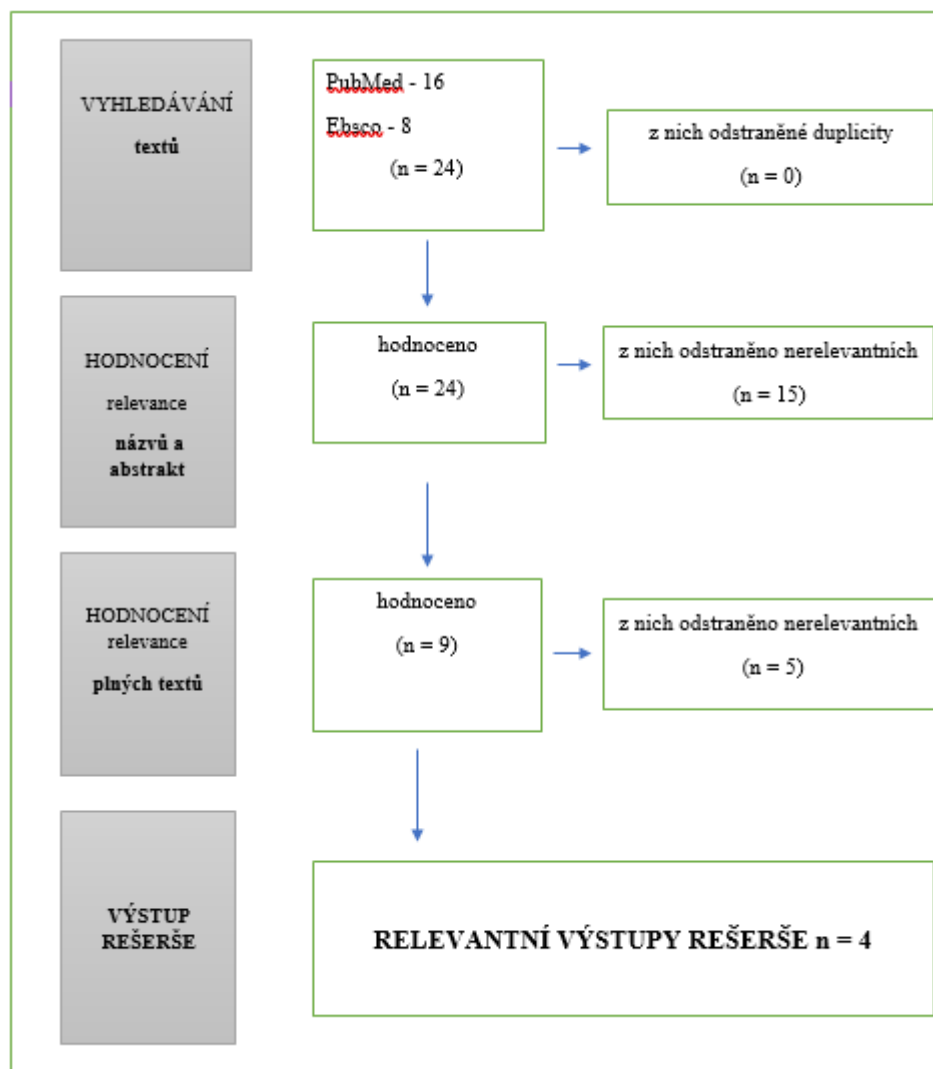 VYHLEDÁVÁNÍ
textů
PubMed - 16
Ebsco - 8
(n = 24)
z nich odstraněné duplicity
(n = 0)
HODNOCENÍ
relevance
názvů a
abstrakt
hodnoceno
(n = 24)
z nich odstraněno nerelevantních
(n = 15)
HODNOCENÍ
relevance
plných textů
hodnoceno
(n = 9)
z nich odstraněno nerelevantních
(n = 5)
VÝSTUP
REŠERŠE
RELEVANTNÍ VÝSTUPY REŠERŠE n = 4